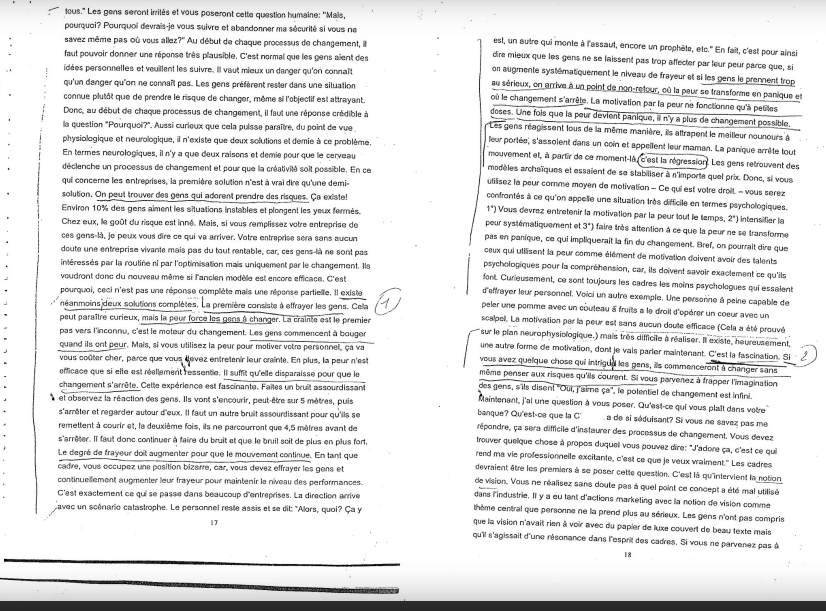 tous." Les gens seront irrités et vous poseront cette question humaine: "Mais,
pourquoi? Pourquoi devrais-je vous suivre et abandonner ma sécurité si vous ne
savez même pas où vous allez?" Au début de chaque processus de changement, il
faut pouvoir donner une réponse très plausible. C'est normal que les gens aient des
idées personnelles et veuillent les suivre. Il vaut mieux un danger qu'on connaît
qu'un danger qu'on ne connaît pas. Les gens préfèrent rester dans une situation
connue plutôt que de prendre le risque de changer, même si l'objectif est attrayant.
Donc, au début de chaque processus de changement, il faut une réponse crédible à
la question "Pourquoi?". Aussi curieux que cela puisse paraître, du point de vue
physiologique et neurologique, il n'existe que deux solutions et demie à ce problème.
En termes neurologiques, il n'y a que deux raisons et demie pour que le cerveau
déclenche un processus de changement et pour que la créativité soit possible. En ce
qui concerne les entreprises, la première solution n'est à vrai dire qu'une demi-
solution. On peut trouver des gens qui adorent prendre des risques. Ça existe!
Environ 10% des gens aiment les situations instables et plongent les yeux fermés.
Chez eux, le goût du risque est inné. Mais, si vous remplissez votre entreprise de
ces gens-là, je peux vous dire ce qui va arriver. Votre entreprise sera sans aucun
doute une entreprise vivante mais pas du tout rentable, car, ces gens-là ne sont pas
intéressés par la routine ni par l'optimisation mais uniquement par le changement. Ils
voudront donc du nouveau même si l'ancien modèle est encore efficace. C'est
pourquoi, ceci n'est pas une réponse complète mais une réponse partielle. Il existe
néanmoins deux solutions complètes. La première consiste à effrayer les gens. Cela
peut paraître curieux, mais la peur force les gens à changer. La crainte est le premier
pas vers l'inconnu, c'est le moteur du changement. Les gens commencent à bouger
quand ils ont peur. Mais, si vous utilisez la peur pour motiver votre personnel, ça va
vous coûter cher, parce que vous devez entretenir leur crainte. En plus, la peur n'est
efficace que si elle est réellement ressentie. Il suffit qu'elle disparaisse pour que le
changement s'arrête. Cette expérience est fascinante. Faites un bruit assourdissant
et observez la réaction des gens. Ils vont s'encourir, peut-être sur 5 mètres, puis
s'arrêter et regarder autour d'eux. Il faut un autre bruit assourdissant pour qu'ils se
remettent à courir et, la deuxième fois, ils ne parcourront que 4,5 mètres avant de
s'arrêter. Il faut donc continuer à faire du bruit et que le bruit soit de plus en plus fort.
Le degré de frayeur doit augmenter pour que le mouvement continue. En tant que
cadre, vous occupez une position bizarre, car, vous devez effrayer les gens et
continuellement augmenter leur frayeur pour maintenir le niveau des performances.
C'est exactement ce qui se passe dans beaucoup d'entreprises. La direction arrive
avec un scénario catastrophe. Le personnel reste assis et se dit: "Alors, quoi? Ça y
17
1
est, un autre qui monte à l'assaut, encore un prophète, etc." En fait, c'est pour ainsi
dire mieux que les gens ne se laissent pas trop affecter par leur peur parce que, si
on augmente systématiquement le niveau de frayeur et si les gens le prennent trop
au sérieux, on arrive à un point de non-retour, où la peur se transforme en panique et
où le changement s'arrête. La motivation par la peur ne fonctionne qu'à petites
doses. Une fois que la peur devient panique, il n'y a plus de changement possible.
Les gens réagissent tous de la même manière, ils attrapent le meilleur nounours à
leur portée, s'assoient dans un coin et appellent leur maman. La panique arrête tout
mouvement et, à partir de ce moment-là, c'est la régression. Les gens retrouvent des
modèles archaïques et essaient de se stabiliser à n'importe quel prix. Donc, si vous
utilisez la peur comme moyen de motivation – Ce qui est votre droit. – vous serez
confrontés à ce qu'on appelle une situation très difficile en termes psychologiques.
1°) Vous devrez entretenir la motivation par la peur tout le temps, 2°) intensifier la
peur systématiquement et 3°) faire très attention à ce que la peur ne se transforme
pas en panique, ce qui impliquerait la fin du changement. Bref, on pourrait dire que
ceux qui utilisent la peur comme élément de motivation doivent avoir des talents
psychologiques pour la compréhension, car, ils doivent savoir exactement ce qu'ils
font. Curieusement, ce sont toujours les cadres les moins psychologues qui essalent
d'effrayer leur personnel. Voici un autre exemple. Une personne à peine capable de
peler une pomme avec un couteau à fruits a le droit d'opérer un coeur avec un
scalpel. La motivation par la peur est sans aucun doute efficace (Cela a été prouvé
sur le plan neurophysiologique.) mais très difficile à réaliser. Il existe, heureusement,
une autre forme de motivation, dont je vais parler maintenant. C'est la fascination. Si
vous avez quelque chose qui intrigue les gens, ils commenceront à changer sans
même penser aux risques qu'ils courent. Si vous parvenez à frapper l'imagination
des gens, s'ils disent "Oui, j'aime ça", le potentiel de changement est infini.
Maintenant, j'ai une question à vous poser. Qu'est-ce qui vous plaît dans votre
banque? Qu'est-ce que la C a de si séduisant? Si vous ne savez pas me
répondre, ça sera difficile d'instaurer des processus de changement. Vous devez
trouver quelque chose à propos duquel vous pouvez dire: "J'adore ça, c'est ce qui
rend ma vie professionnelle excitante, c'est ce que je veux vraiment." Les cadres
devraient être les premiers à se poser cette question. C'est là qu'intervient la notion
de vision. Vous ne réalisez sans doute pas à quel point ce concept a été mal utilisé
dans l'industrie. Il y a eu tant d'actions marketing avec la notion de vision comme
thème central que personne ne la prend plus au sérieux. Les gens n'ont pas compris
que la vision n'avait rien à voir avec du papier de luxe couvert de beau texte mais
qu'il s'agissait d'une résonance dans l'esprit des cadres. Si vous ne parvenez pas à
18
2